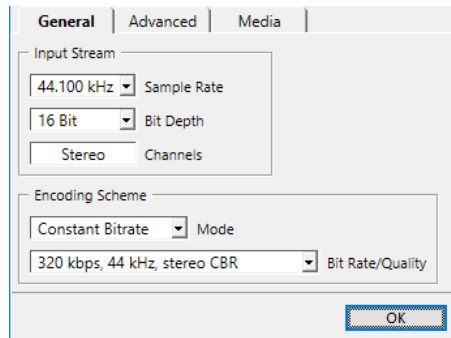 General Advanced Media
Input Stream
44.100 kHz Sample Rate
16 Bit Bit Depth
Stereo Channels
Encoding Scheme
Constant Bitrate Mode
320 kbps, 44 kHz, stereo CBR Bit Rate/Quality
OK